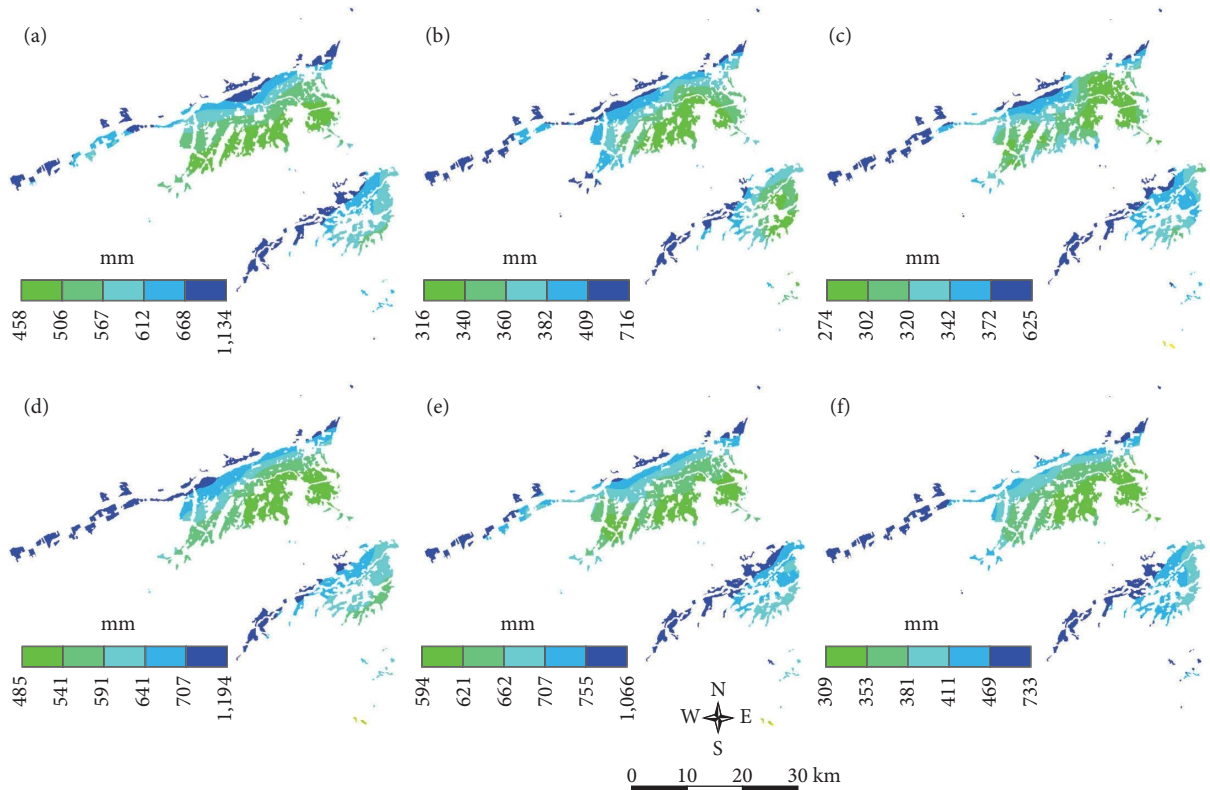 (a)
(b)
(c)
mm
mm
mm
458 506 567 612 668 1,134
316 340 360 382 409 716
274 302 320 342 372 625
(d)
(e)
(f)
mm
mm
mm
485 541 591 641 707 1,194
594 621 662 707 755 1,066
309 353 381 411 469 733
N
W E
S
0 10 20 30 km